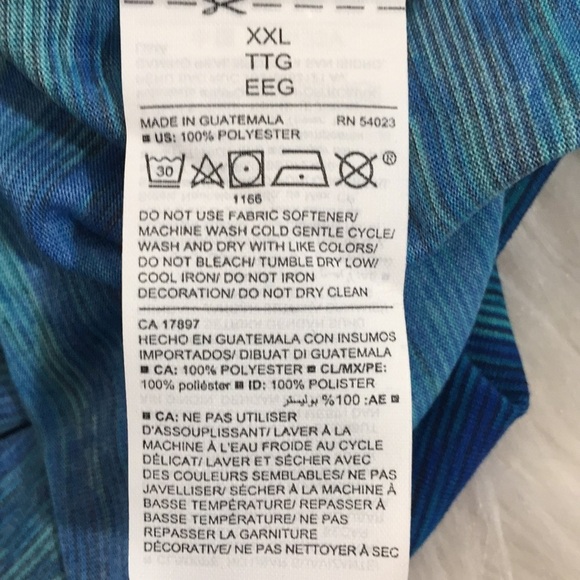 XXL
TTG
EEG
MADE IN GUATEMALA RN 54023
US: 100% POLYESTER
30
®
1166
DO NOT USE FABRIC SOFTENER/
MACHINE WASH COLD GENTLE CYCLE/
WASH AND DRY WITH LIKE COLORS/
DO NOT BLEACH/ TUMBLE DRY LOW/
COOL IRON/ DO NOT IRON
DECORATION/ DO NOT DRY CLEAN
CA 17897
HECHO EN GUATEMALA CON INSUMOS
IMPORTADOS/ DIBUAT DI GUATEMALA
CA: 100% POLYESTER CL/MX/PE:
100% poliéster ID: 100% POLISTER
AE: 100% بوليستر
CA: NE PAS UTILISER
D'ASSOUPLISSANT/ LAVER À LA
MACHINE À L'EAU FROIDE AU CYCLE
DÉLICAT/ LAVER ET SÉCHER AVEC
DES COULEURS SEMBLABLES/ NE PAS
JAVELLISER/ SÉCHER À LA MACHINE À
BASSE TEMPÉRATURE/ REPASSER À
BASSE TEMPÉRATURE/ NE PAS
REPASSER LA GARNITURE
DÉCORATIVE/ NE PAS NETTOYER À SEC